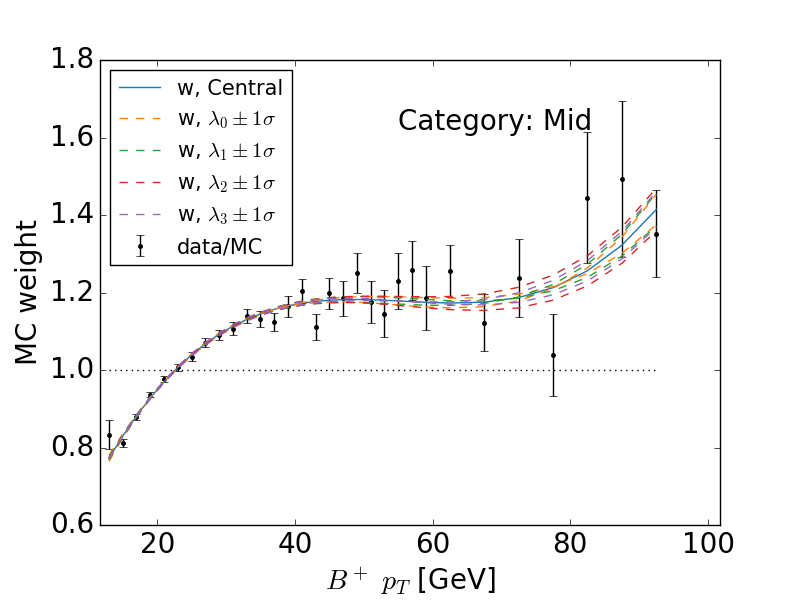 1.8
1.6
1.4
1.2
1.0
0.8
0.6
MC weight
w, Central
w, λ₀ ± 1σ
w, λ₁ ± 1σ
w, λ₂ ± 1σ
w, λ₃ ± 1σ
data/MC
Category: Mid
20 40 60 80 100
B⁺ p_T [GeV]